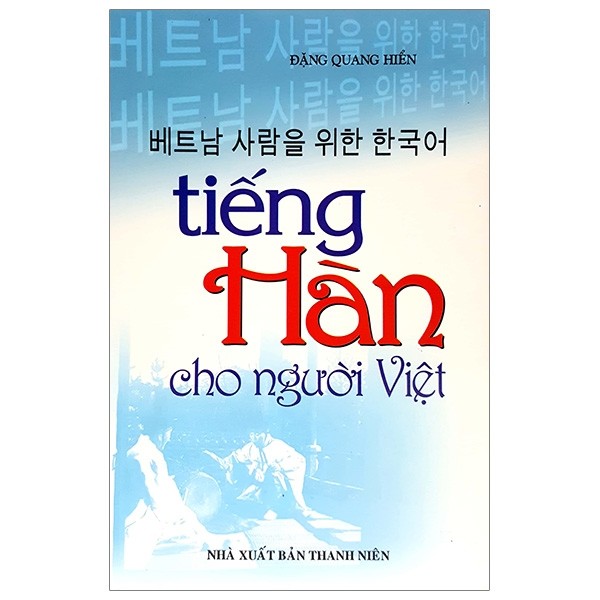 베트남 사람을 위한 한국어
베트남 사람을 위한 한국어
ĐẶNG QUANG HIỂN
베트남 사람을 위한 한국어
tiếng
Hàn
cho người Việt
NHÀ XUẤT BẢN THANH NIÊN